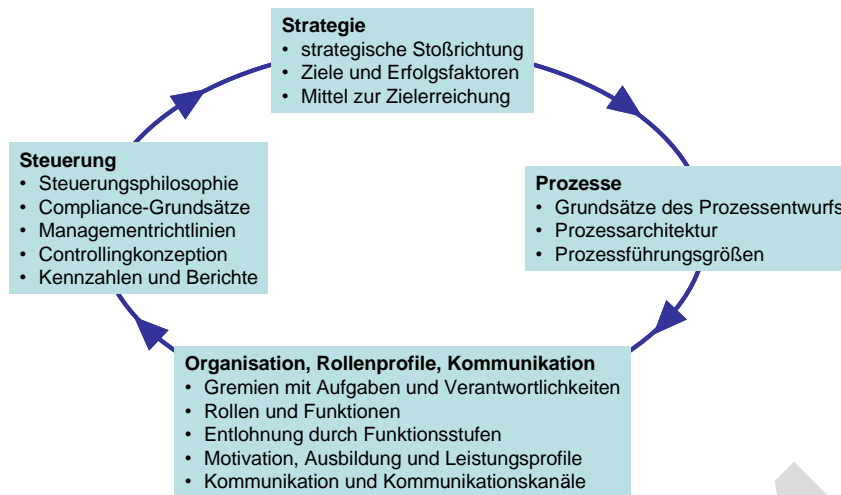 Strategie
• strategische Stoßrichtung
• Ziele und Erfolgsfaktoren
• Mittel zur Zielerreichung
Steuerung
• Steuerungsphilosophie
• Compliance-Grundsätze
• Managementrichtlinien
• Controllingkonzeption
• Kennzahlen und Berichte
Prozesse
• Grundsätze des Prozessentwurfs
• Prozessarchitektur
• Prozessführungsgrößen
Organisation, Rollenprofile, Kommunikation
• Gremien mit Aufgaben und Verantwortlichkeiten
• Rollen und Funktionen
• Entlohnung durch Funktionsstufen
• Motivation, Ausbildung und Leistungsprofile
• Kommunikation und Kommunikationskanäle